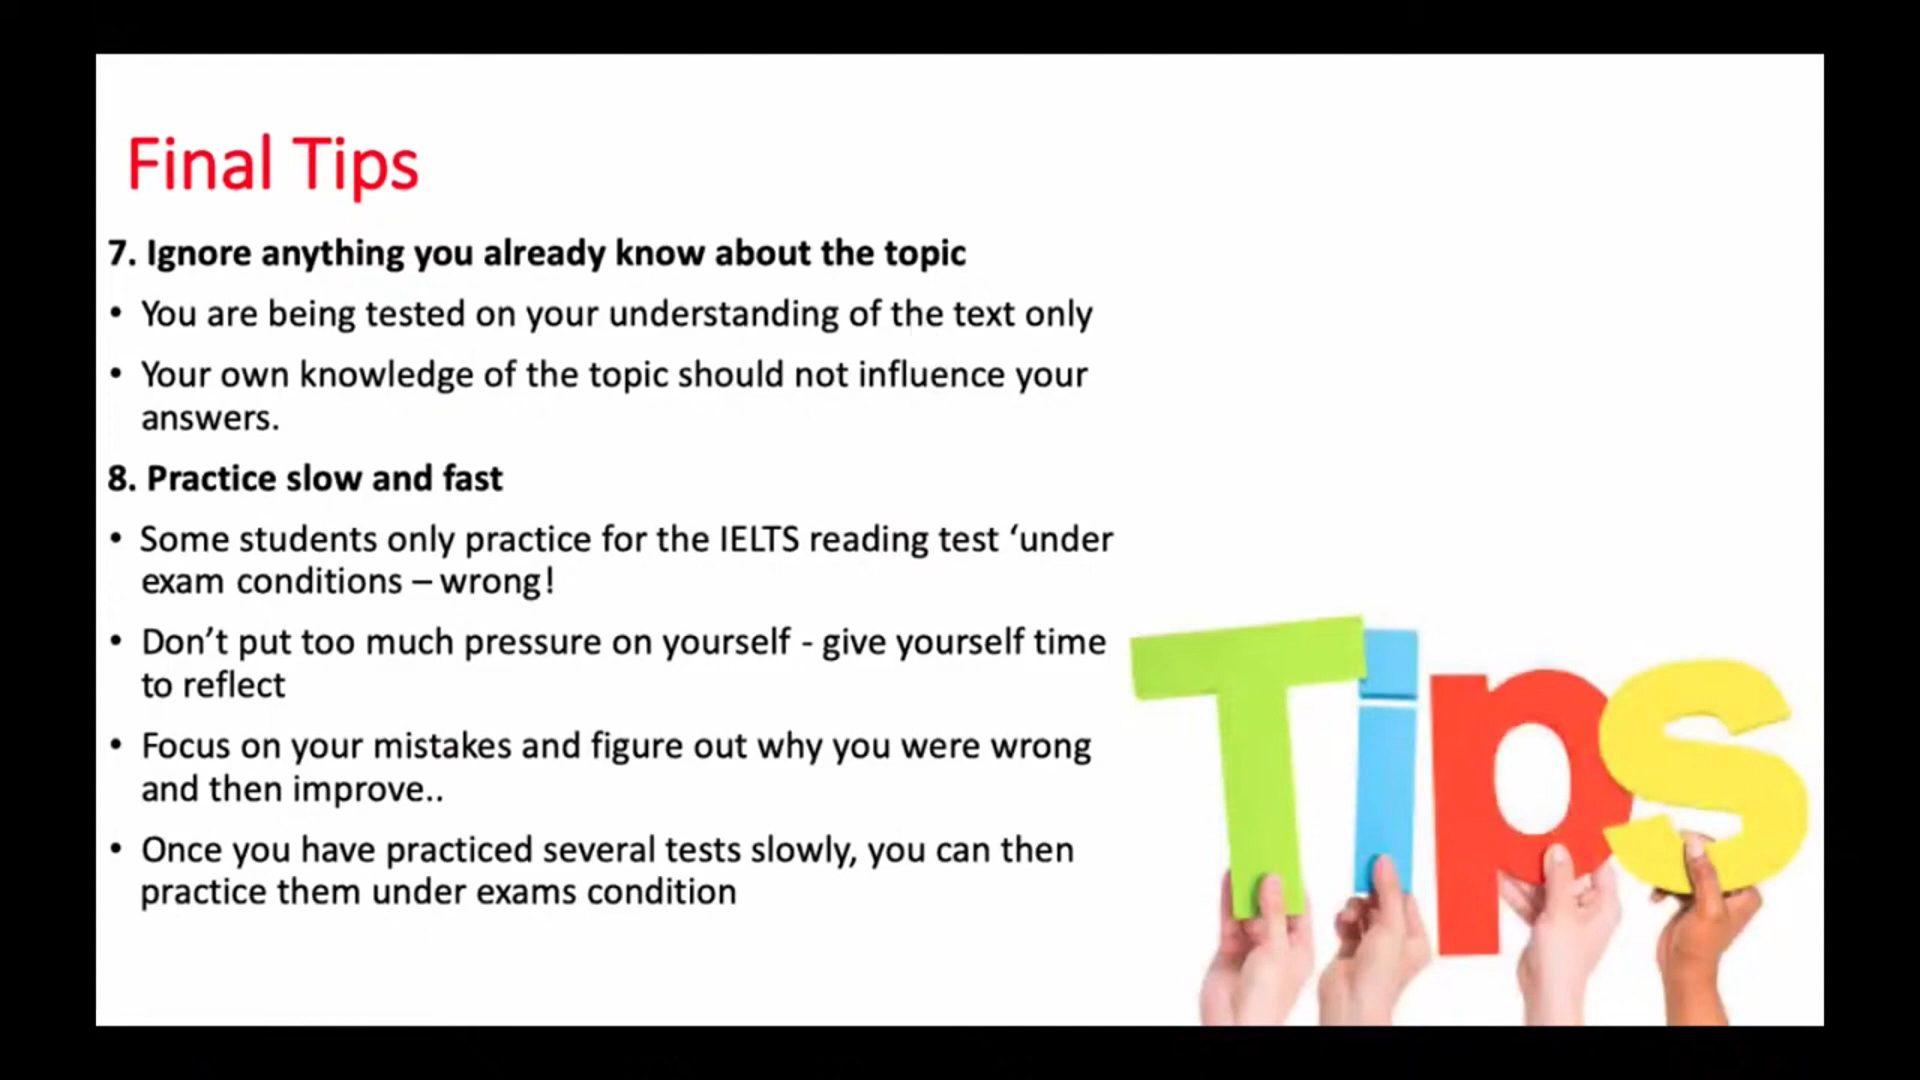 Final Tips
7. Ignore anything you already know about the topic
• You are being tested on your understanding of the text only
• Your own knowledge of the topic should not influence your
answers.
8. Practice slow and fast
• Some students only practice for the IELTS reading test ‘under
exam conditions – wrong!
• Don’t put too much pressure on yourself - give yourself time
to reflect
• Focus on your mistakes and figure out why you were wrong
and then improve..
• Once you have practiced several tests slowly, you can then
practice them under exams condition
Tips